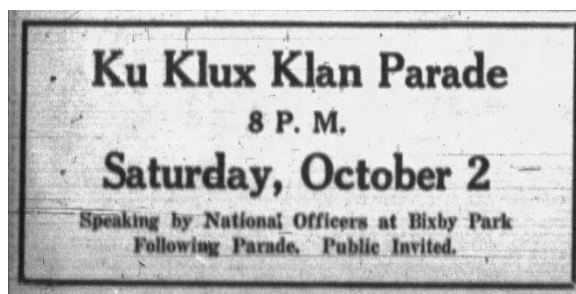 Ku Klux Klan Parade
8 P. M.
Saturday, October 2
Speaking by National Officers at Bixby Park
Following Parade. Public Invited.